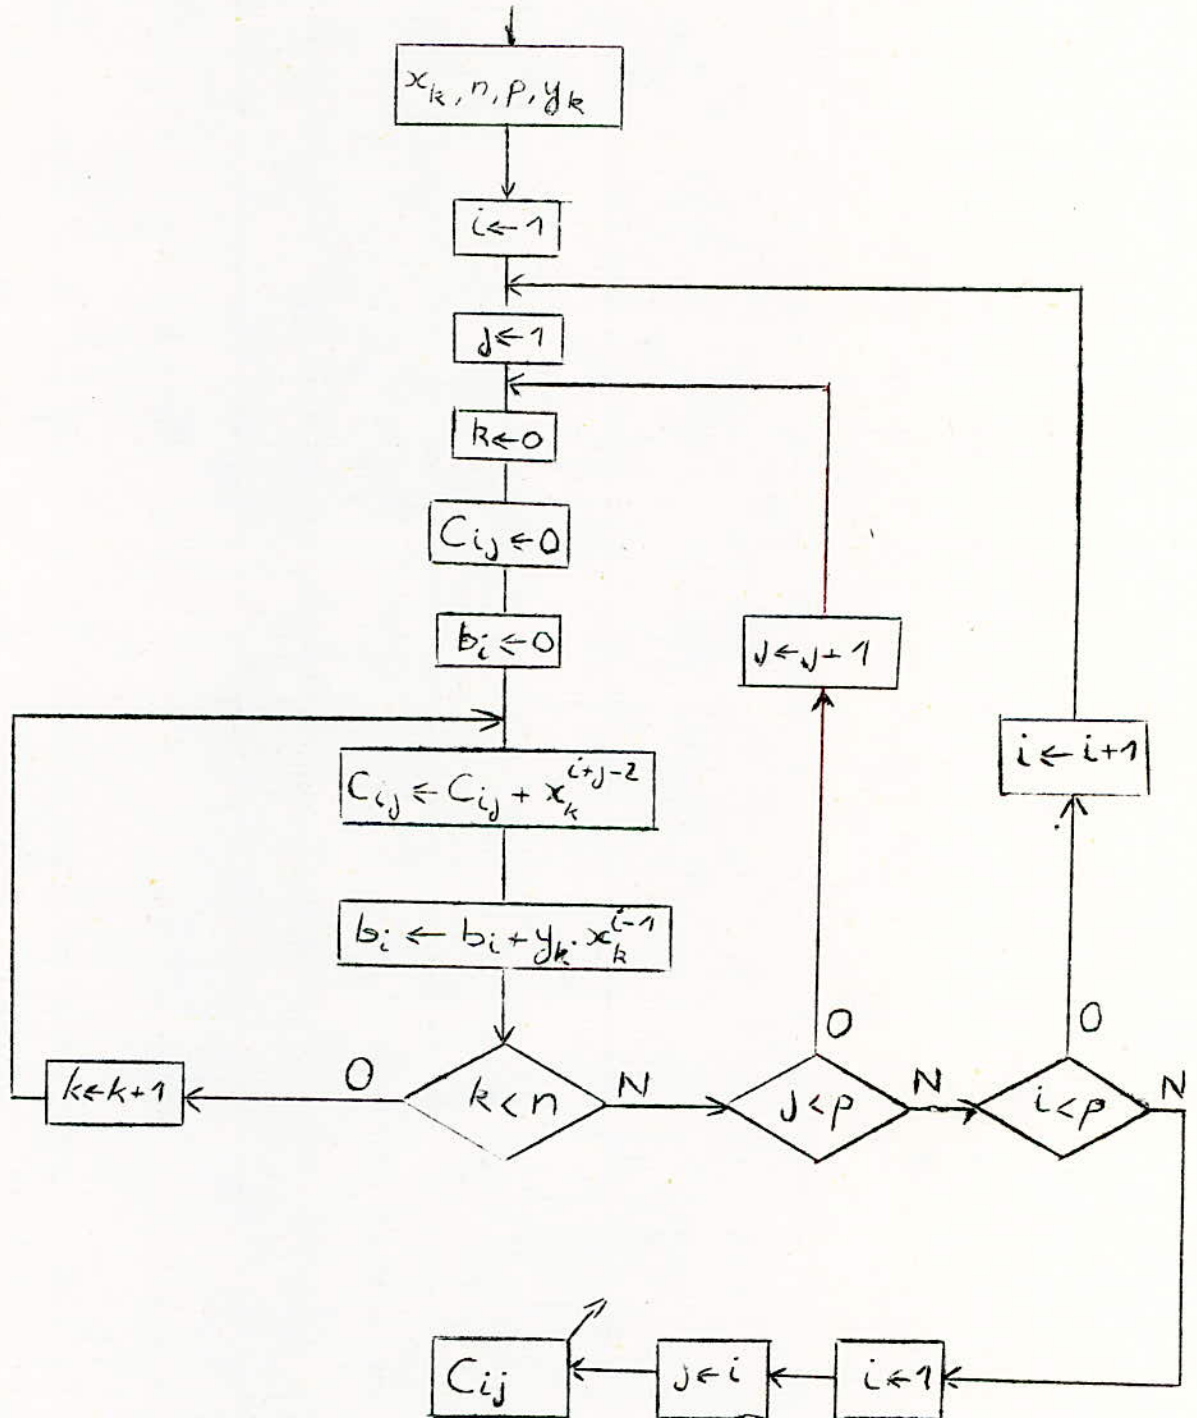 x_k, n, p, y_k
i ← 1
j ← 1
k ← 0
C_ij ← 0
b_i ← 0
j ← j + 1
i ← i + 1
C_ij ← C_ij + x_k^{i+j-2}
b_i ← b_i + y_k · x_k^{i-1}
O
O
k ← k + 1
O
k < n
N
j < p
N
i < p
N
C_ij
j ← i
i ← 1